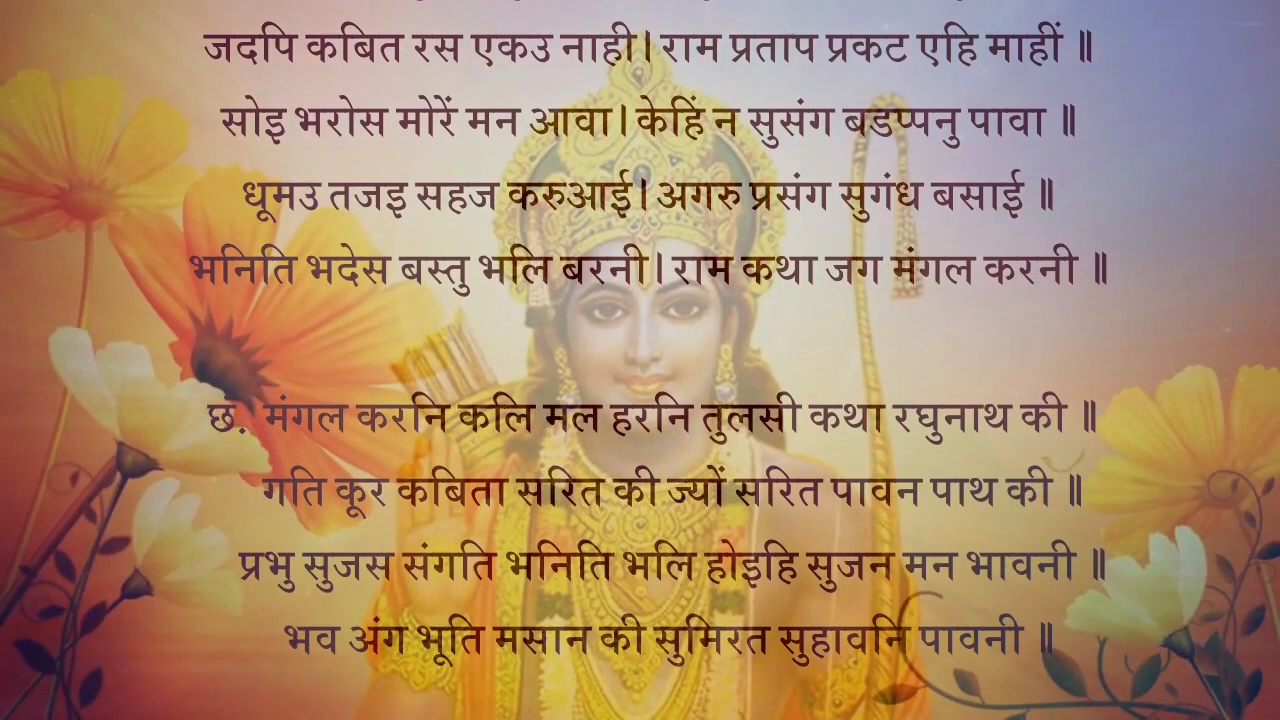 जदपि कबित रस एकउ नाही। राम प्रताप प्रकट एहि माहीं ॥
सोइ भरोस मोरें मन आवा। केहिं न सुसंग बडप्पनु पावा ॥
धूमउ तजइ सहज करुआई। अगरु प्रसंग सुगंध बसाई ॥
भनिति भदेस बस्तु भलि बरनी। राम कथा जग मंगल करनी ॥
छं. मंगल करनि कलि मल हरनि तुलसी कथा रघुनाथ की ॥
गति कूर कबिता सरित की ज्यों सरित पावन पाथ की ॥
प्रभु सुजस संगति भनिति भलि होइहि सुजन मन भावनी ॥
भव अंग भूति मसान की सुमिरत सुहावनि पावनी ॥